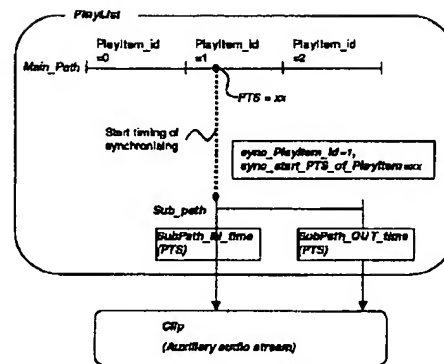 PlayList
PlayItem_id PlayItem_id PlayItem_id
=0 =1 =2
Main_Path
PTS = xx
Start timing of
synchronising
sync_PlayItem_id=1,
sync_start_PTS_of_PlayItem=xx
Sub_path
SubPath_IN_time SubPath_OUT_time
(PTS) (PTS)
Clip
(Auxiliary audio stream)